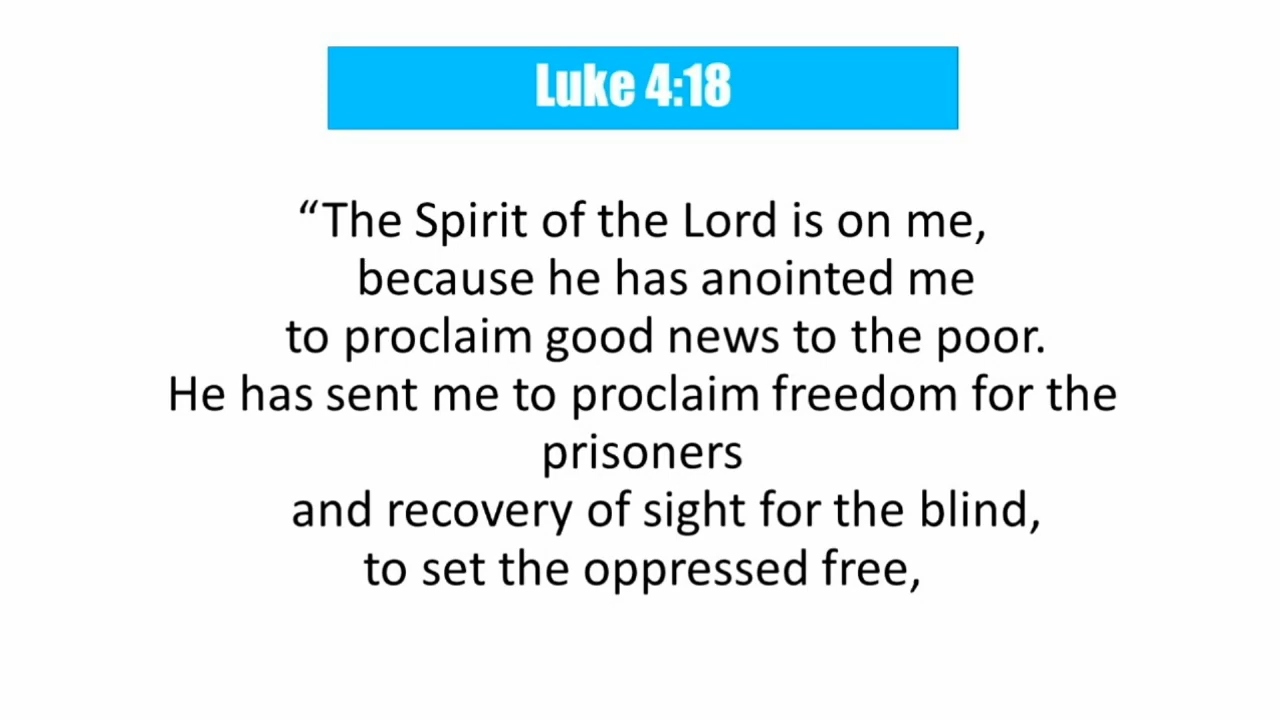 Luke 4:18
“The Spirit of the Lord is on me,
because he has anointed me
to proclaim good news to the poor.
He has sent me to proclaim freedom for the
prisoners
and recovery of sight for the blind,
to set the oppressed free,